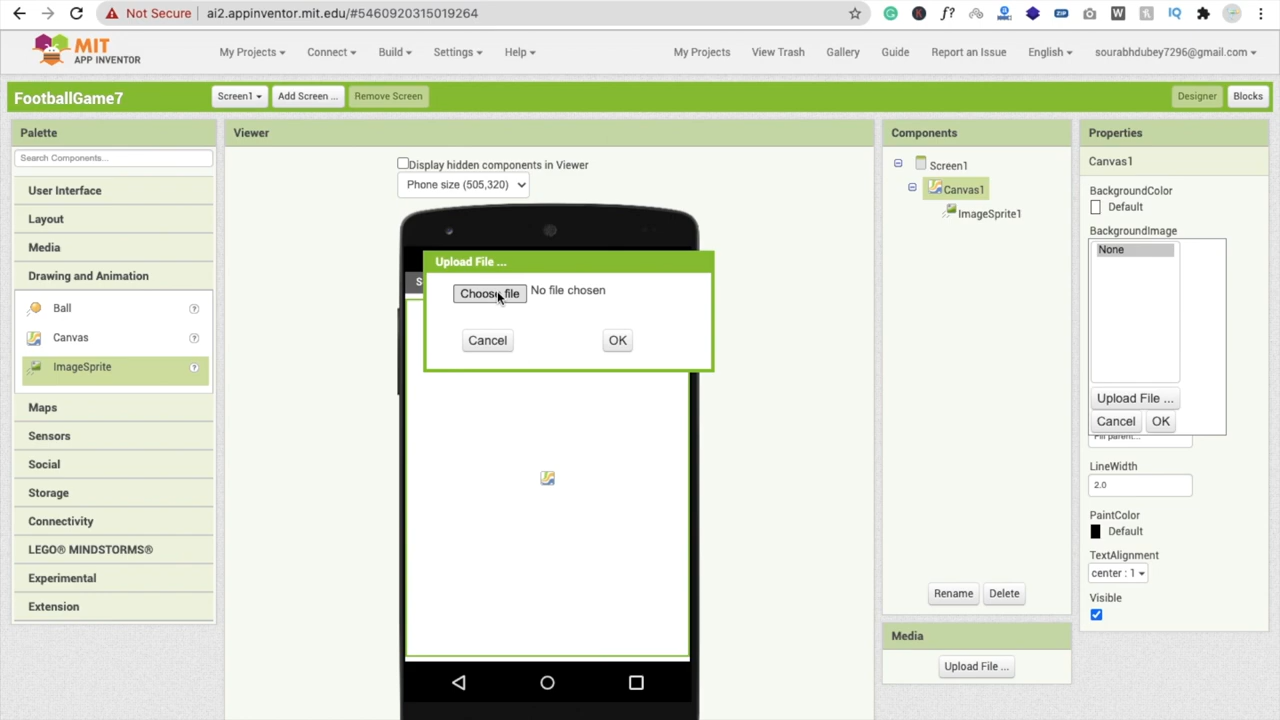 Not Secure
ai2.appinventor.mit.edu/#5460920315019264
MIT
APP INVENTOR
My Projects
Connect
Build
Settings
Help
My Projects
View Trash
Gallery
Guide
Report an Issue
English
sourabhdubey7296@gmail.com
FootballGame7
Screen1
Add Screen ...
Remove Screen
Designer
Blocks
Palette
Search Components...
User Interface
Layout
Media
Drawing and Animation
Ball
Canvas
ImageSprite
Maps
Sensors
Social
Storage
Connectivity
LEGO® MINDSTORMS®
Experimental
Extension
Viewer
Display hidden components in Viewer
Phone size (505,320)
S
Upload File ...
Choose file
No file chosen
Cancel
OK
Components
Screen1
Canvas1
ImageSprite1
Rename
Delete
Media
Upload File ...
Properties
Canvas1
BackgroundColor
Default
BackgroundImage
None
Upload File ...
Cancel
OK
Fill parent...
LineWidth
2.0
PaintColor
Default
TextAlignment
center : 1
Visible